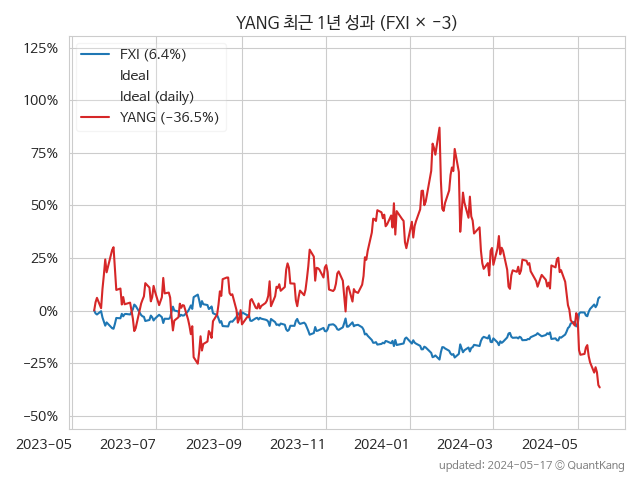 YANG 최근 1년 성과 (FXI × −3)
FXI (6.4%)
Ideal
Ideal (daily)
YANG (−36.5%)
125%
100%
75%
50%
25%
0%
−25%
−50%
2023−05
2023−07
2023−09
2023−11
2024−01
2024−03
2024−05
updated: 2024−05−17 © QuantKang